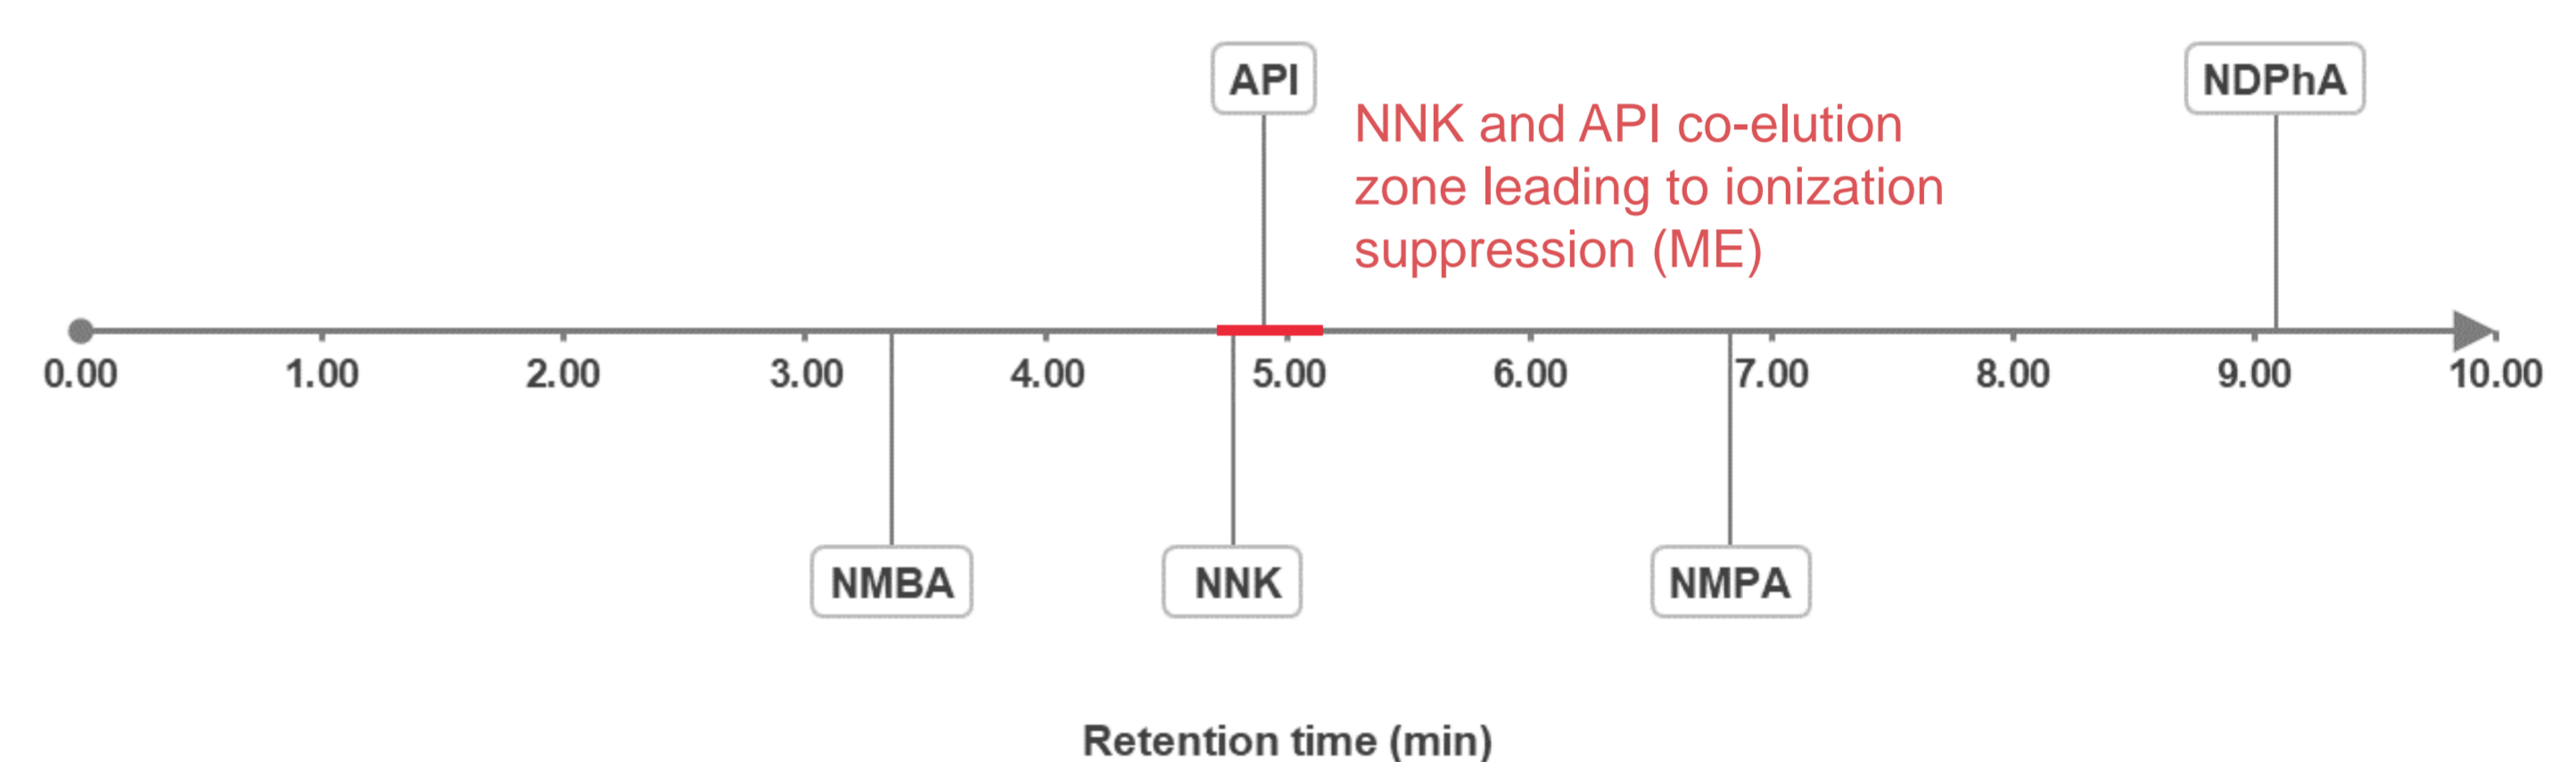 API
NDPhA
NNK and API co-elution
zone leading to ionization
suppression (ME)
0.00 1.00 2.00 3.00 4.00 5.00 6.00 7.00 8.00 9.00 10.00
NMBA NNK NMPA
Retention time (min)